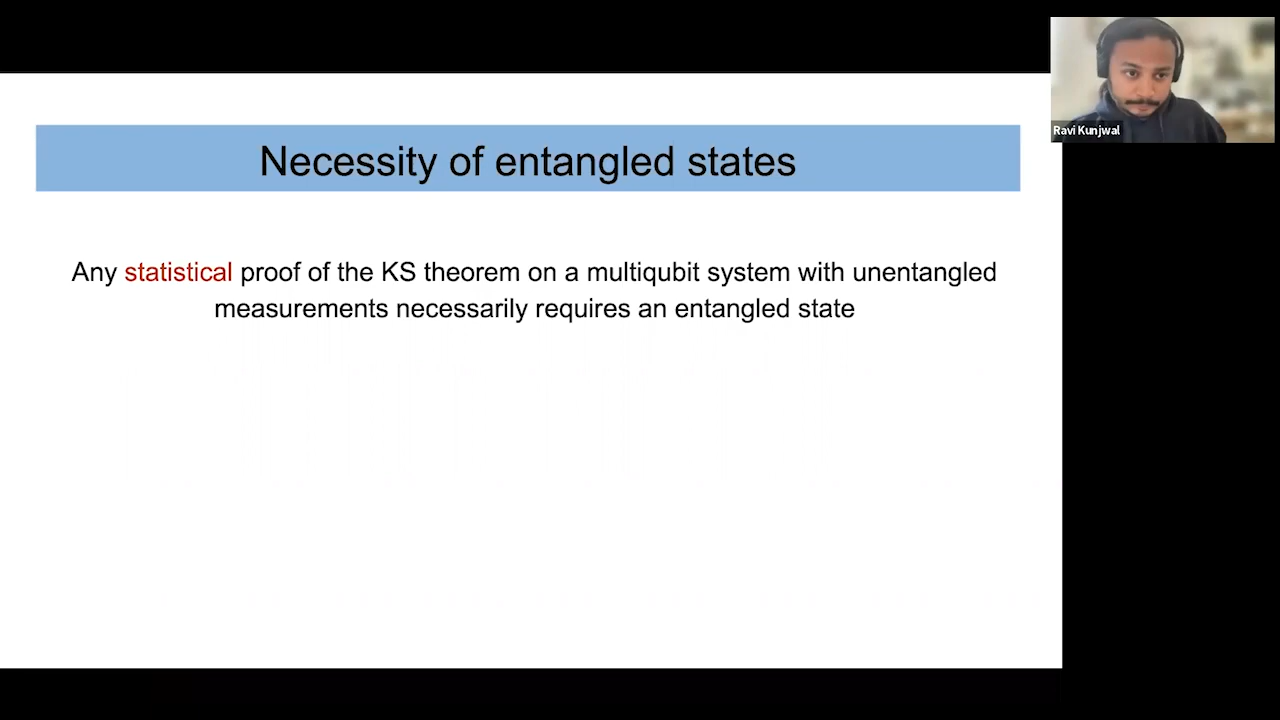 Necessity of entangled states
Any statistical proof of the KS theorem on a multiqubit system with unentangled
measurements necessarily requires an entangled state
Ravi Kunjwal